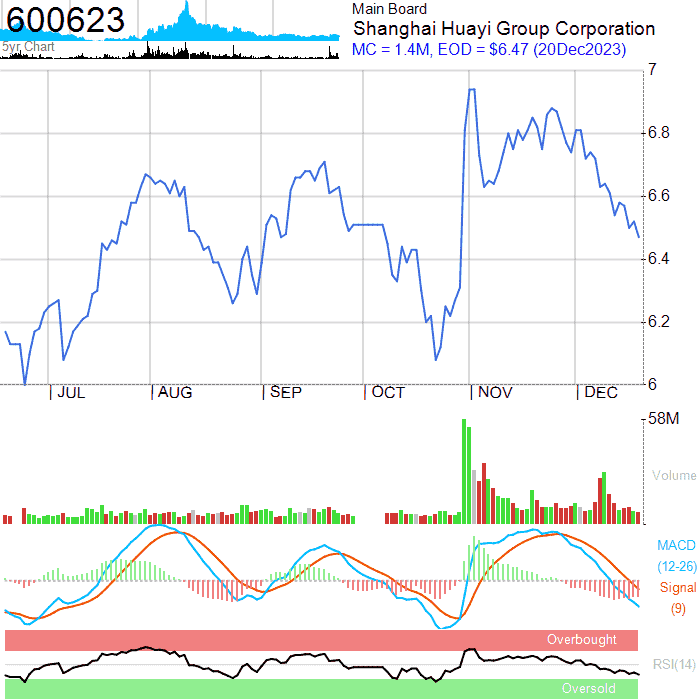 600623
5yr Chart
Main Board
Shanghai Huayi Group Corporation
MC = 1.4M, EOD = $6.47 (20Dec2023)
7
6.8
6.6
6.4
6.2
6
JUL
AUG
SEP
OCT
NOV
DEC
58M
Volume
MACD
(12-26)
Signal
(9)
Overbought
RSI(14)
Oversold